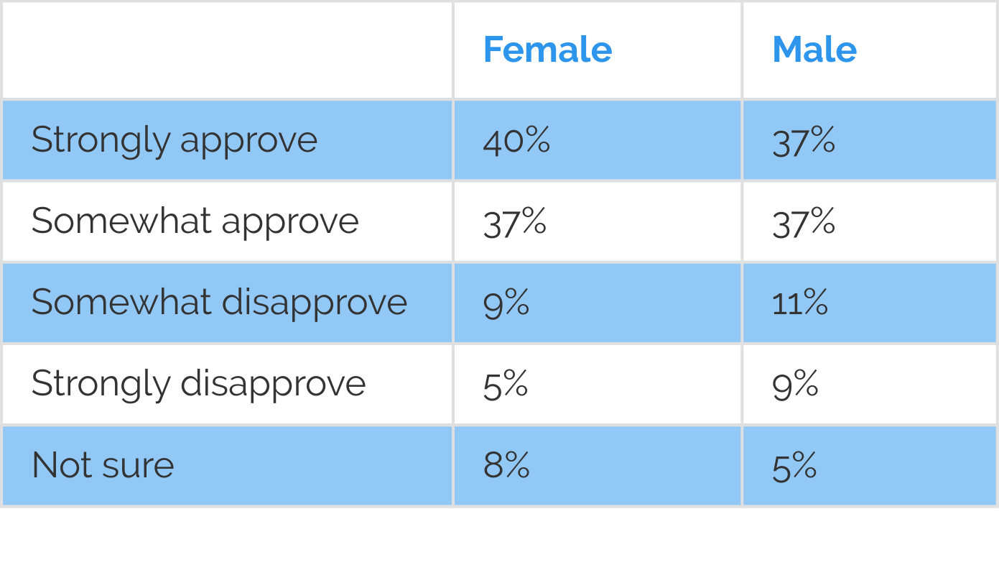 Female Male
Strongly approve 40% 37%
Somewhat approve 37% 37%
Somewhat disapprove 9% 11%
Strongly disapprove 5% 9%
Not sure 8% 5%